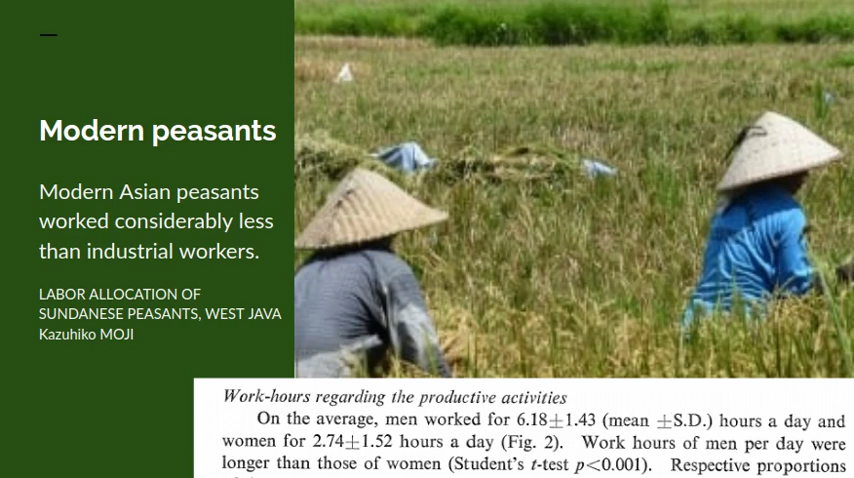 Modern peasants
Modern Asian peasants
worked considerably less
than industrial workers.
LABOR ALLOCATION OF
SUNDANESE PEASANTS, WEST JAVA
Kazuhiko MOJI
Work-hours regarding the productive activities
On the average, men worked for 6.18±1.43 (mean ±S.D.) hours a day and
women for 2.74±1.52 hours a day (Fig. 2). Work hours of men per day were
longer than those of women (Student's t-test p<0.001). Respective proportions